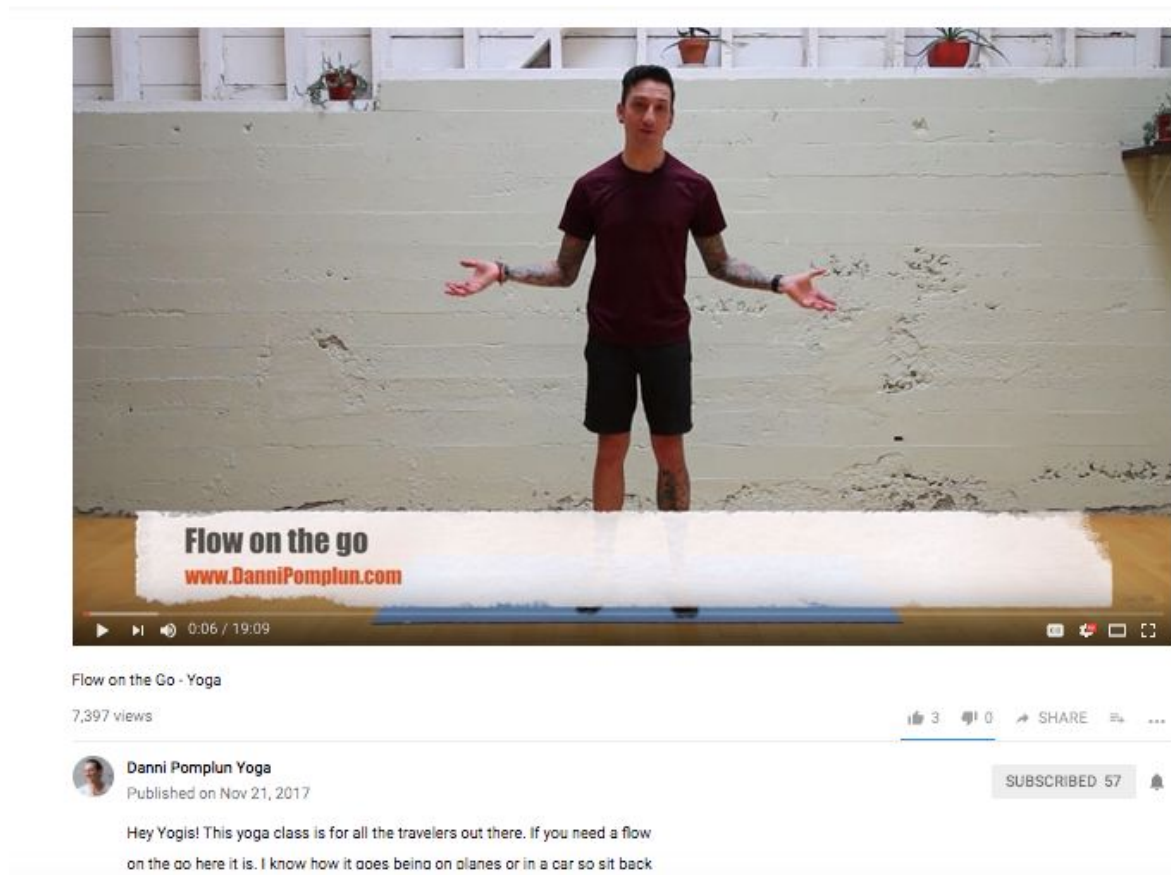 Flow on the go
www.DanniPomplun.com
0:06 / 19:09
Flow on the Go - Yoga
7,397 views
3 0 SHARE ...
Danni Pomplun Yoga
SUBSCRIBED 57
Published on Nov 21, 2017
Hey Yogis! This yoga class is for all the travelers out there. If you need a flow
on the go here it is. I know how it goes being on planes or in a car so sit back